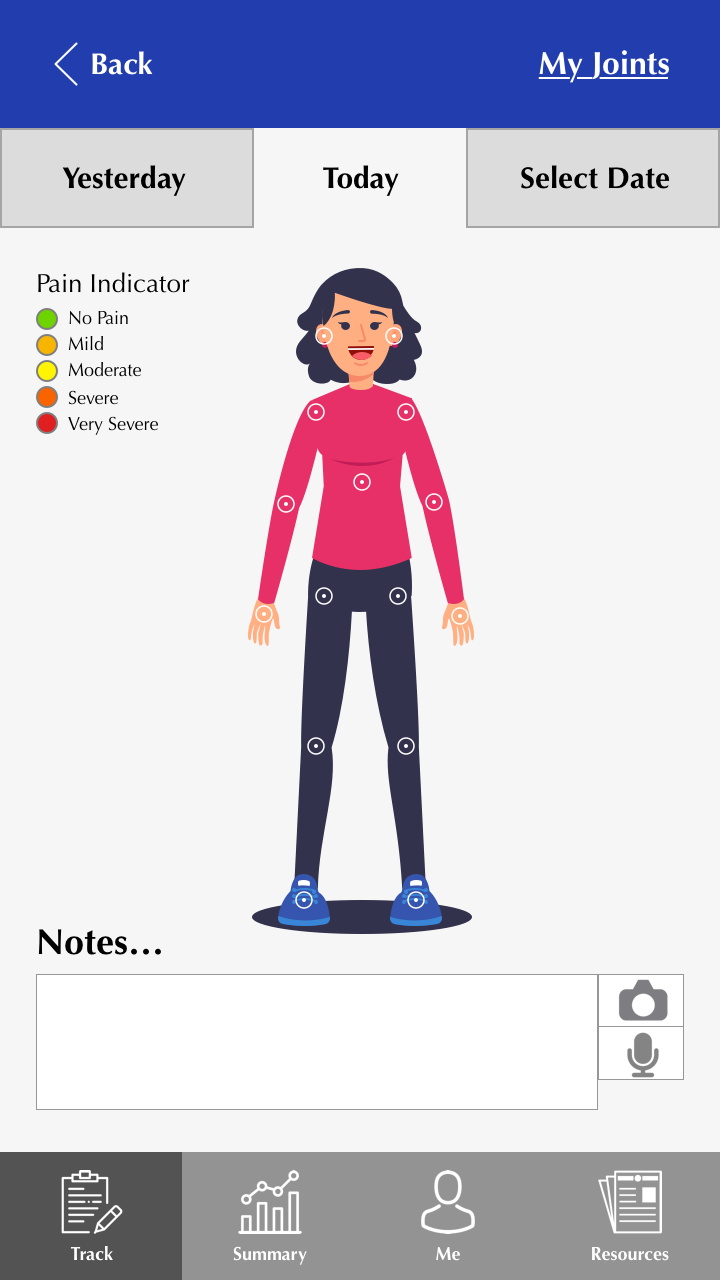 Back
My Joints
Yesterday
Today
Select Date
Pain Indicator
No Pain
Mild
Moderate
Severe
Very Severe
Notes...
Track
Summary
Me
Resources